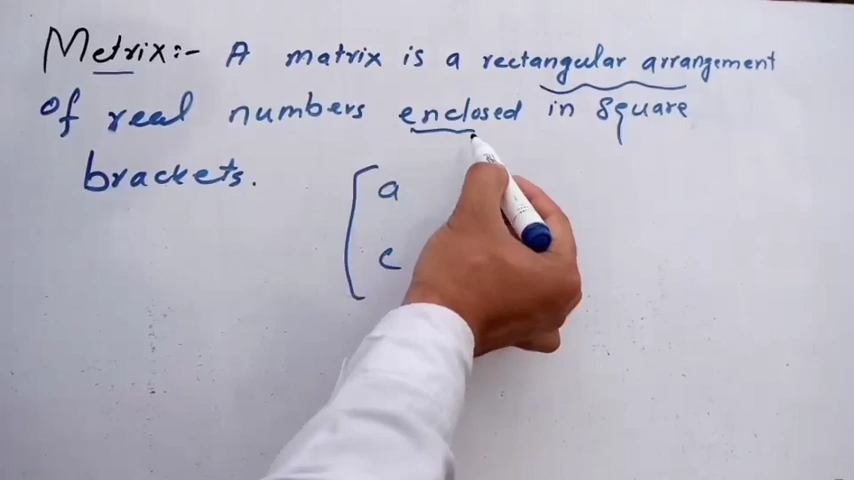 Metrix:- A matrix is a rectangular arrangement
of real numbers enclosed in square
brackets.
[a
c